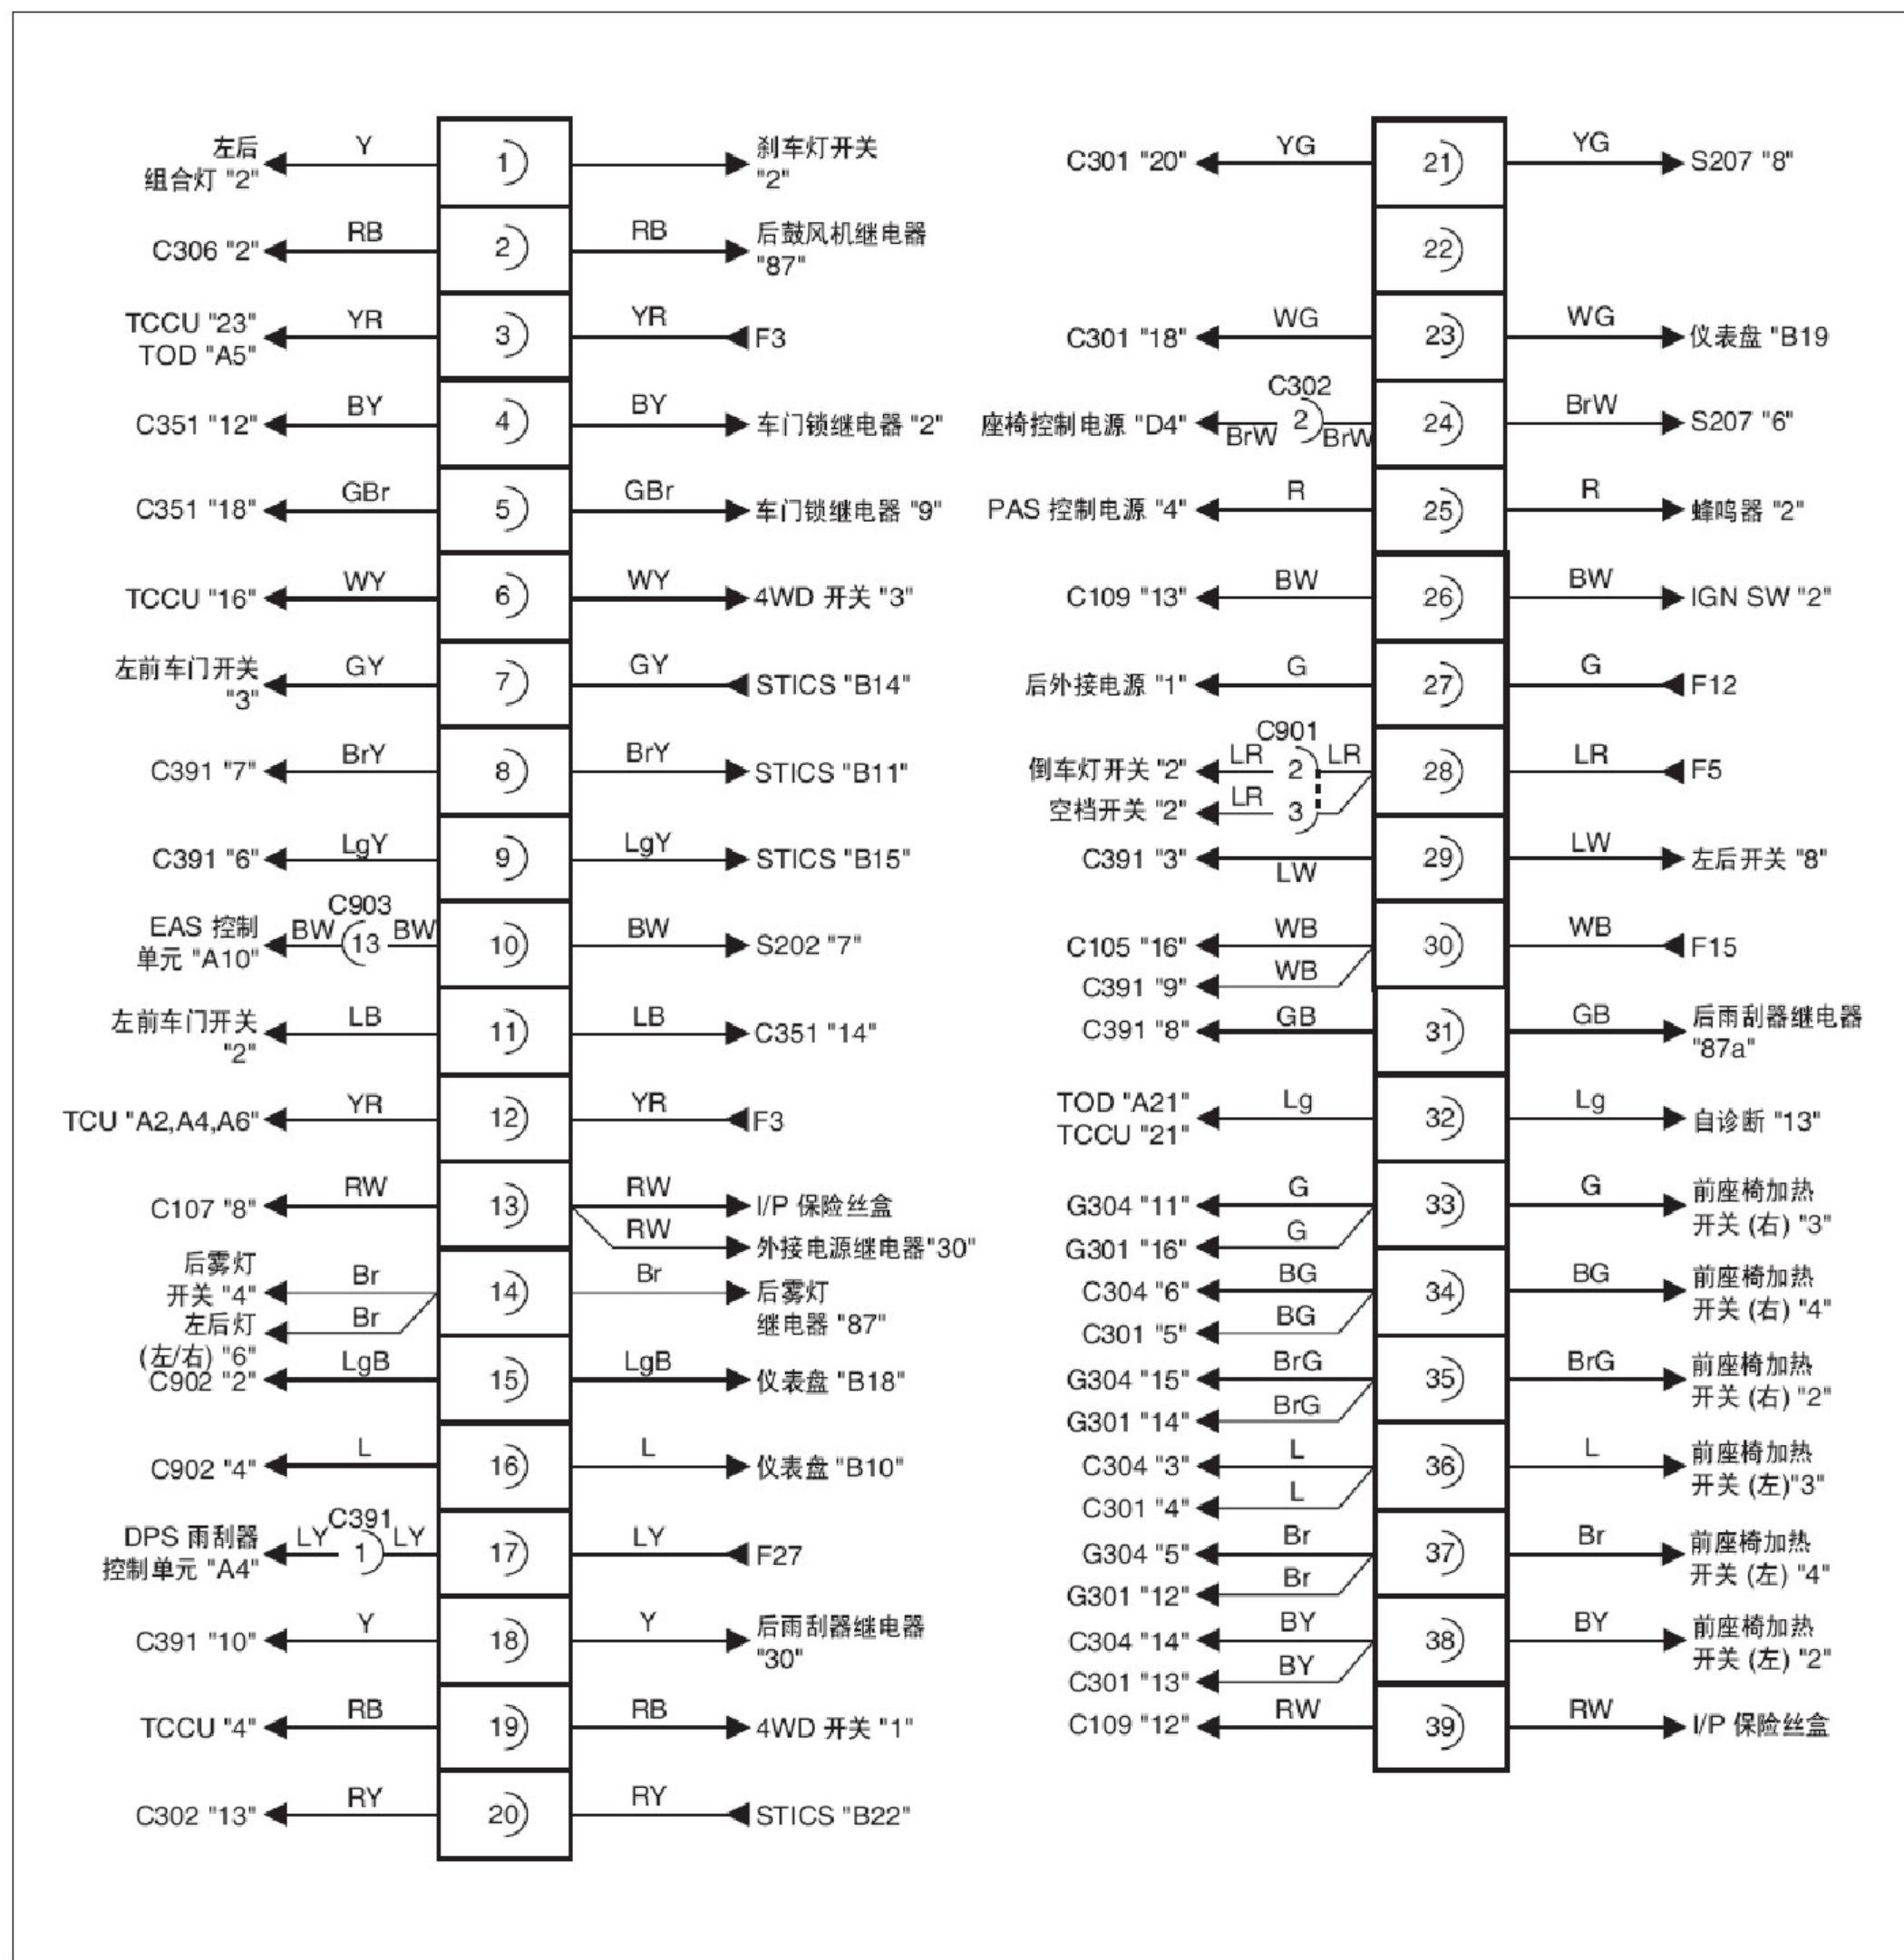 左后
组合灯 "2"
Y
1
刹车灯开关
"2"
C306 "2"
RB
2
RB
后鼓风机继电器
"87"
TCCU "23"
TOD "A5"
YR
3
YR
F3
C351 "12"
BY
4
BY
车门锁继电器 "2"
C351 "18"
GBr
5
GBr
车门锁继电器 "9"
TCCU "16"
WY
6
WY
4WD 开关 "3"
左前车门开关
"3"
GY
7
GY
STICS "B14"
C391 "7"
BrY
8
BrY
STICS "B11"
C391 "6"
LgY
9
LgY
STICS "B15"
EAS 控制
单元 "A10"
BW
C903
13
BW
10
BW
S202 "7"
左前车门开关
"2"
LB
11
LB
C351 "14"
TCU "A2,A4,A6"
YR
12
YR
F3
C107 "8"
RW
13
RW
I/P 保险丝盒
RW
外接电源继电器"30"
后雾灯
开关 "4"
Br
左后灯
(左/右) "6"
Br
14
Br
后雾灯
继电器 "87"
C902 "2"
LgB
15
LgB
仪表盘 "B18"
C902 "4"
L
16
L
仪表盘 "B10"
DPS 雨刮器
控制单元 "A4"
LY
C391
1
LY
17
LY
F27
C391 "10"
Y
18
Y
后雨刮器继电器
"30"
TCCU "4"
RB
19
RB
4WD 开关 "1"
C302 "13"
RY
20
RY
STICS "B22"
C301 "20"
YG
21
YG
S207 "8"
22
C301 "18"
WG
23
WG
仪表盘 "B19
座椅控制电源 "D4"
BrW
C302
2
BrW
24
BrW
S207 "6"
PAS 控制电源 "4"
R
25
R
蜂鸣器 "2"
C109 "13"
BW
26
BW
IGN SW "2"
后外接电源 "1"
G
27
G
F12
C901
倒车灯开关 "2"
LR
2
LR
28
LR
F5
空档开关 "2"
LR
3
C391 "3"
LW
29
LW
左后开关 "8"
C105 "16"
WB
30
WB
F15
C391 "9"
WB
C391 "8"
GB
31
GB
后雨刮器继电器
"87a"
TOD "A21"
TCCU "21"
Lg
32
Lg
自诊断 "13"
G304 "11"
G
G301 "16"
G
33
G
前座椅加热
开关 (右) "3"
C304 "6"
BG
C301 "5"
BG
34
BG
前座椅加热
开关 (右) "4"
G304 "15"
BrG
G301 "14"
BrG
35
BrG
前座椅加热
开关 (右) "2"
C304 "3"
L
C301 "4"
L
36
L
前座椅加热
开关 (左)"3"
G304 "5"
Br
G301 "12"
Br
37
Br
前座椅加热
开关 (左) "4"
C304 "14"
BY
C301 "13"
BY
38
BY
前座椅加热
开关 (左) "2"
C109 "12"
RW
39
RW
I/P 保险丝盒